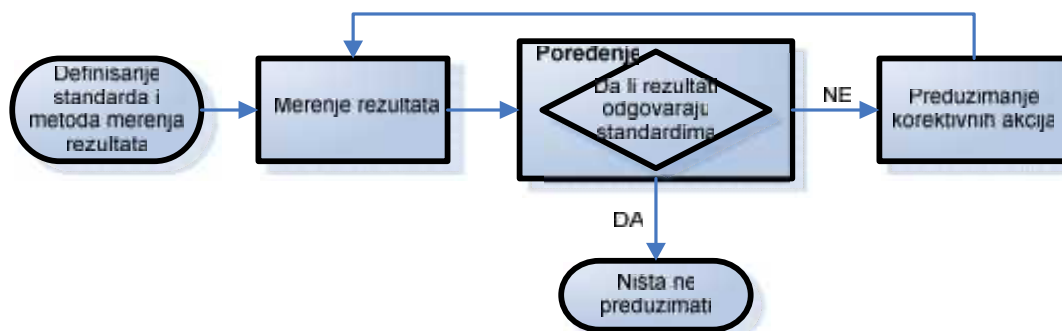 Definisanje
standarda i
metoda merenja
rezultata
Merenje rezultata
Poređenje
Da li rezultati
odgovaraju
standardima
NE
Preduzimanje
korektivnih akcija
DA
Ništa ne
preduzimati